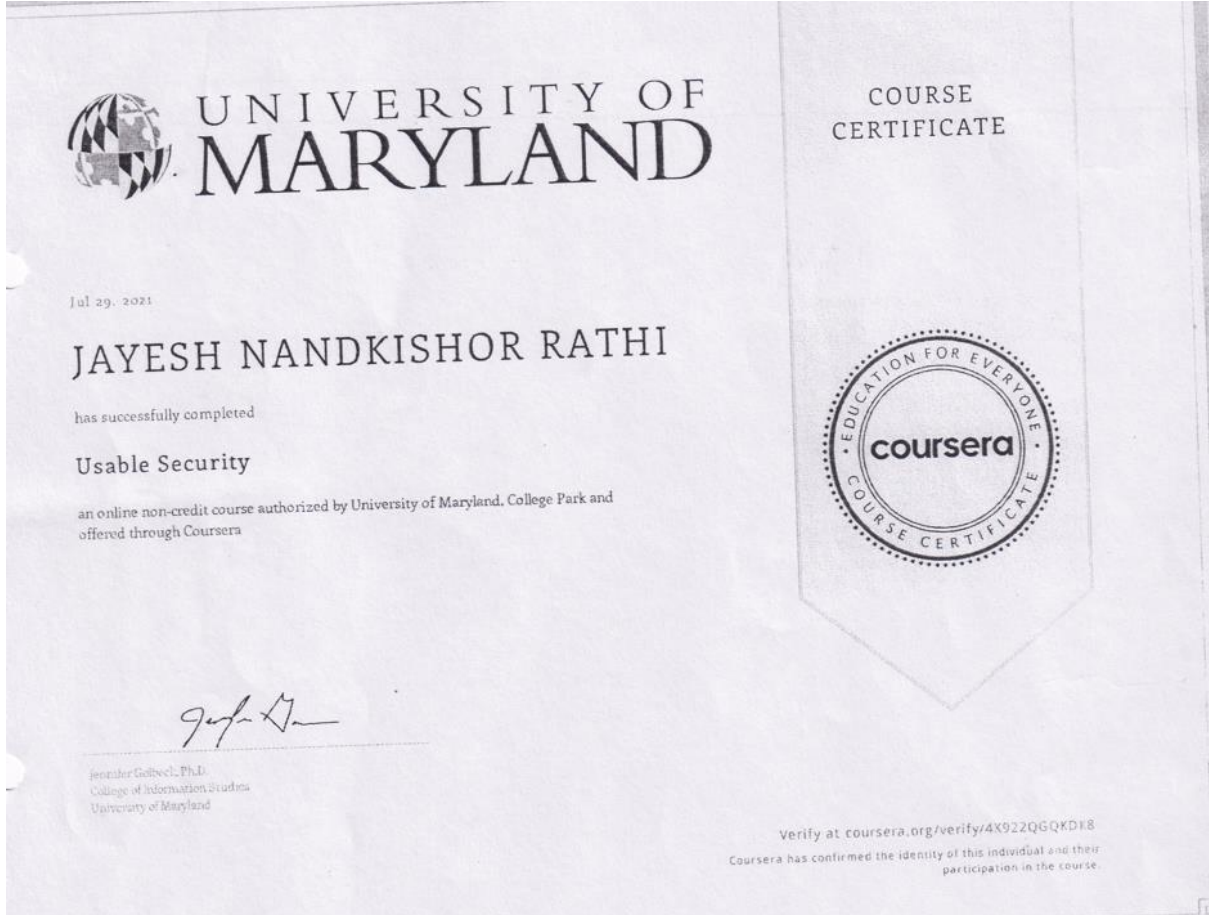 UNIVERSITY OF
MARYLAND
COURSE
CERTIFICATE
Jul 29, 2021
JAYESH NANDKISHOR RATHI
has successfully completed
Usable Security
an online non-credit course authorized by University of Maryland, College Park and
offered through Coursera
EDUCATION FOR EVERYONE
coursera
COURSE CERTIFICATE
Jennifer Golbeck, Ph.D.
College of Information Studies
University of Maryland
Verify at coursera.org/verify/4X922QGQKDK8
Coursera has confirmed the identity of this individual and their
participation in the course.